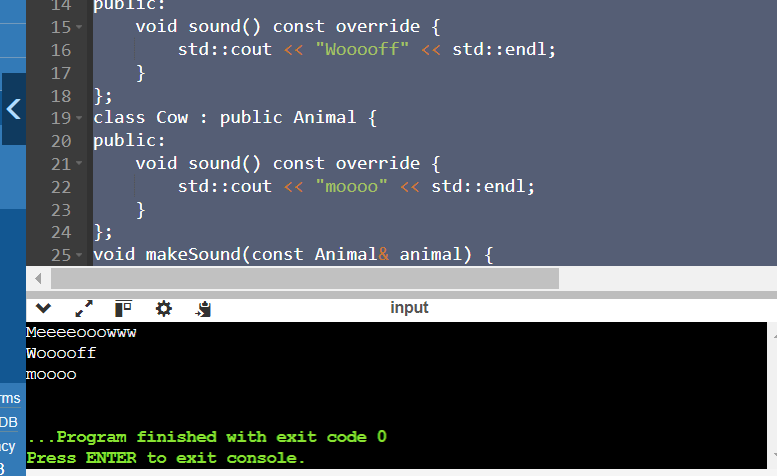 14 public:
15 void sound() const override {
16 std::cout << "Wooooff" << std::endl;
17 }
18 };
19 class Cow : public Animal {
20 public:
21 void sound() const override {
22 std::cout << "moooo" << std::endl;
23 }
24 };
25 void makeSound(const Animal& animal) {
input
Meeeeooowww
Wooooff
moooo
...Program finished with exit code 0
Press ENTER to exit console.
rms
DB
cy